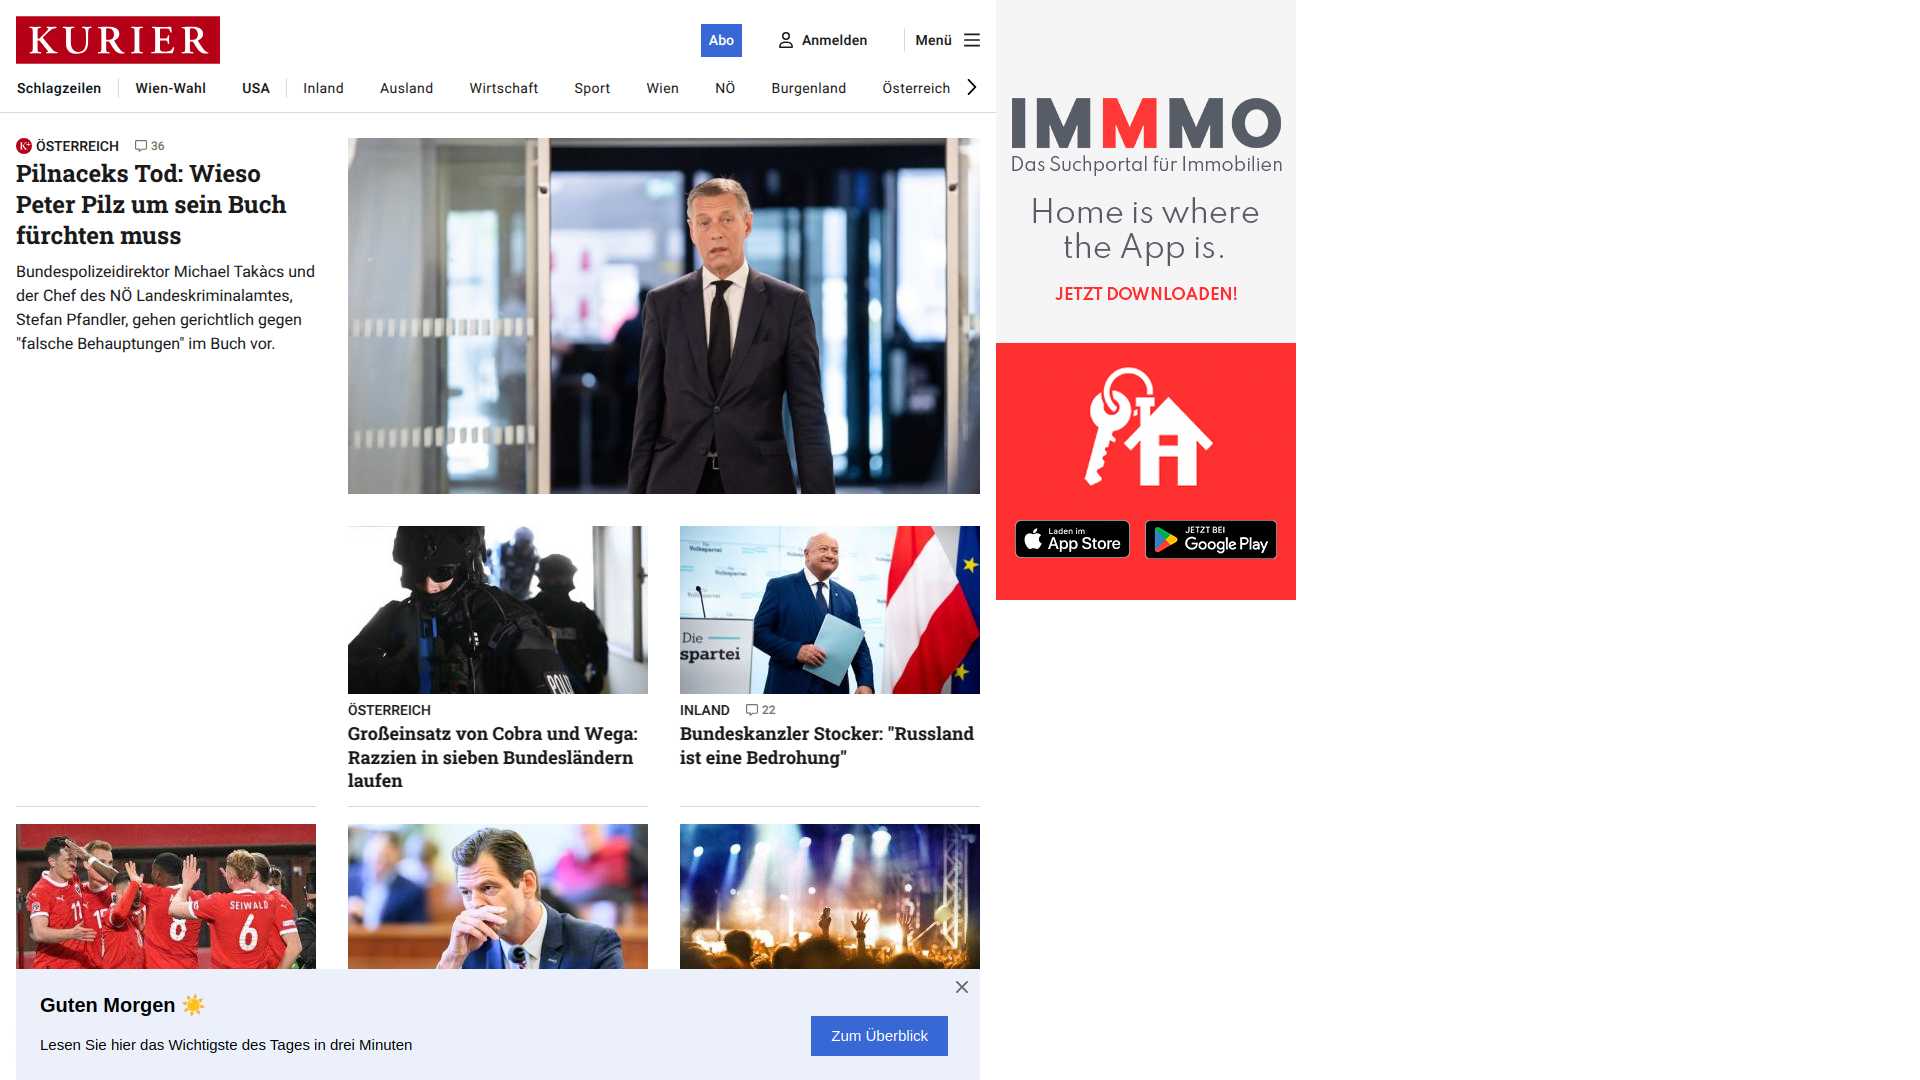 KURIER
Abo
Anmelden
Menü
Schlagzeilen
Wien-Wahl
USA
Inland
Ausland
Wirtschaft
Sport
Wien
NÖ
Burgenland
Österreich
ÖSTERREICH
36
Pilnaceks Tod: Wieso
Peter Pilz um sein Buch
fürchten muss
Bundespolizeidirektor Michael Takàcs und
der Chef des NÖ Landeskriminalamtes,
Stefan Pfandler, gehen gerichtlich gegen
"falsche Behauptungen" im Buch vor.
ÖSTERREICH
Großeinsatz von Cobra und Wega:
Razzien in sieben Bundesländern
laufen
Die
spartei
INLAND
22
Bundeskanzler Stocker: "Russland
ist eine Bedrohung"
11
8
SEIWALD
6
Guten Morgen
Lesen Sie hier das Wichtigste des Tages in drei Minuten
Zum Überblick
IMMMO
Das Suchportal für Immobilien
Home is where
the App is.
JETZT DOWNLOADEN!
Laden im
App Store
JETZT BEI
Google Play